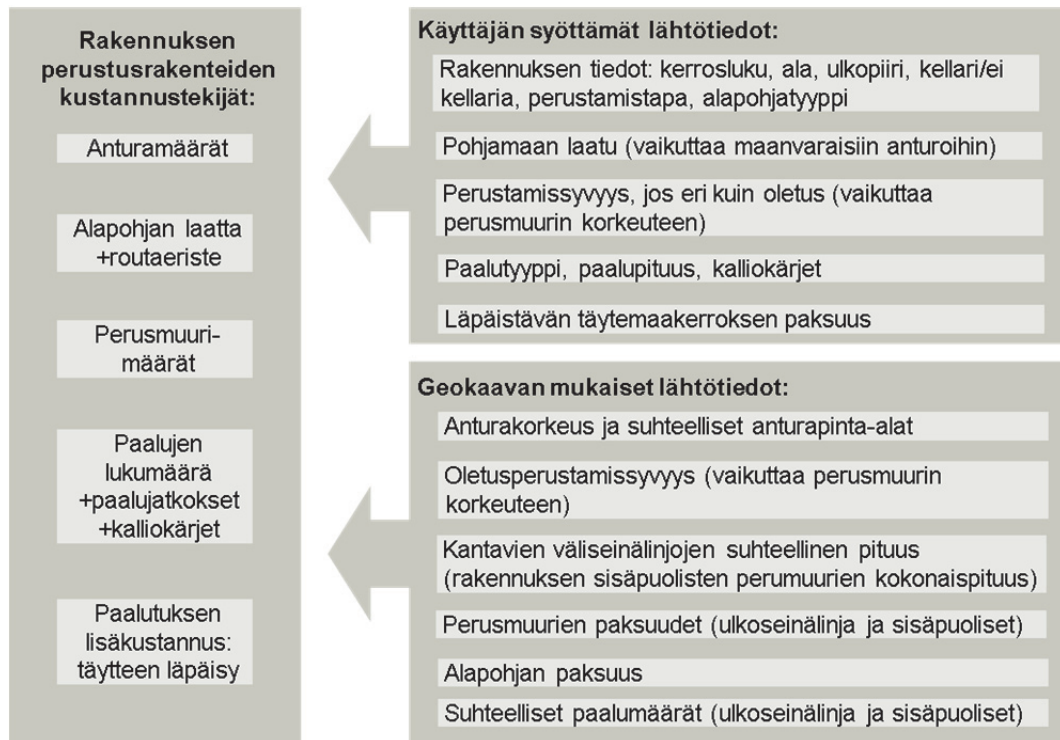 Rakennuksen
perustusrakenteiden
kustannustekijät:
Anturamäärät
Alapohjan laatta
+routaeriste
Perusmuuri-
määrät
Paalujen
lukumäärä
+paalujatkokset
+kalliokärjet
Paalutuksen
lisäkustannus:
täytteen läpäisy
Käyttäjän syöttämät lähtötiedot:
Rakennuksen tiedot: kerrosluku, ala, ulkopiiri, kellari/ei
kellaria, perustamistapa, alapohjatyyppi
Pohjamaan laatu (vaikuttaa maanvaraisiin anturoihin)
Perustamissyvyys, jos eri kuin oletus (vaikuttaa
perusmuurin korkeuteen)
Paalutyyppi, paalupituus, kalliokärjet
Läpäistävän täytemaakerroksen paksuus
Geokaavan mukaiset lähtötiedot:
Anturakorkeus ja suhteelliset anturapinta-alat
Oletusperustamissyvyys (vaikuttaa perusmuurin
korkeuteen)
Kantavien väliseinälinjojen suhteellinen pituus
(rakennuksen sisäpuolisten perumuurien kokonaispituus)
Perusmuurien paksuudet (ulkoseinälinja ja sisäpuoliset)
Alapohjan paksuus
Suhteelliset paalumäärät (ulkoseinälinja ja sisäpuoliset)